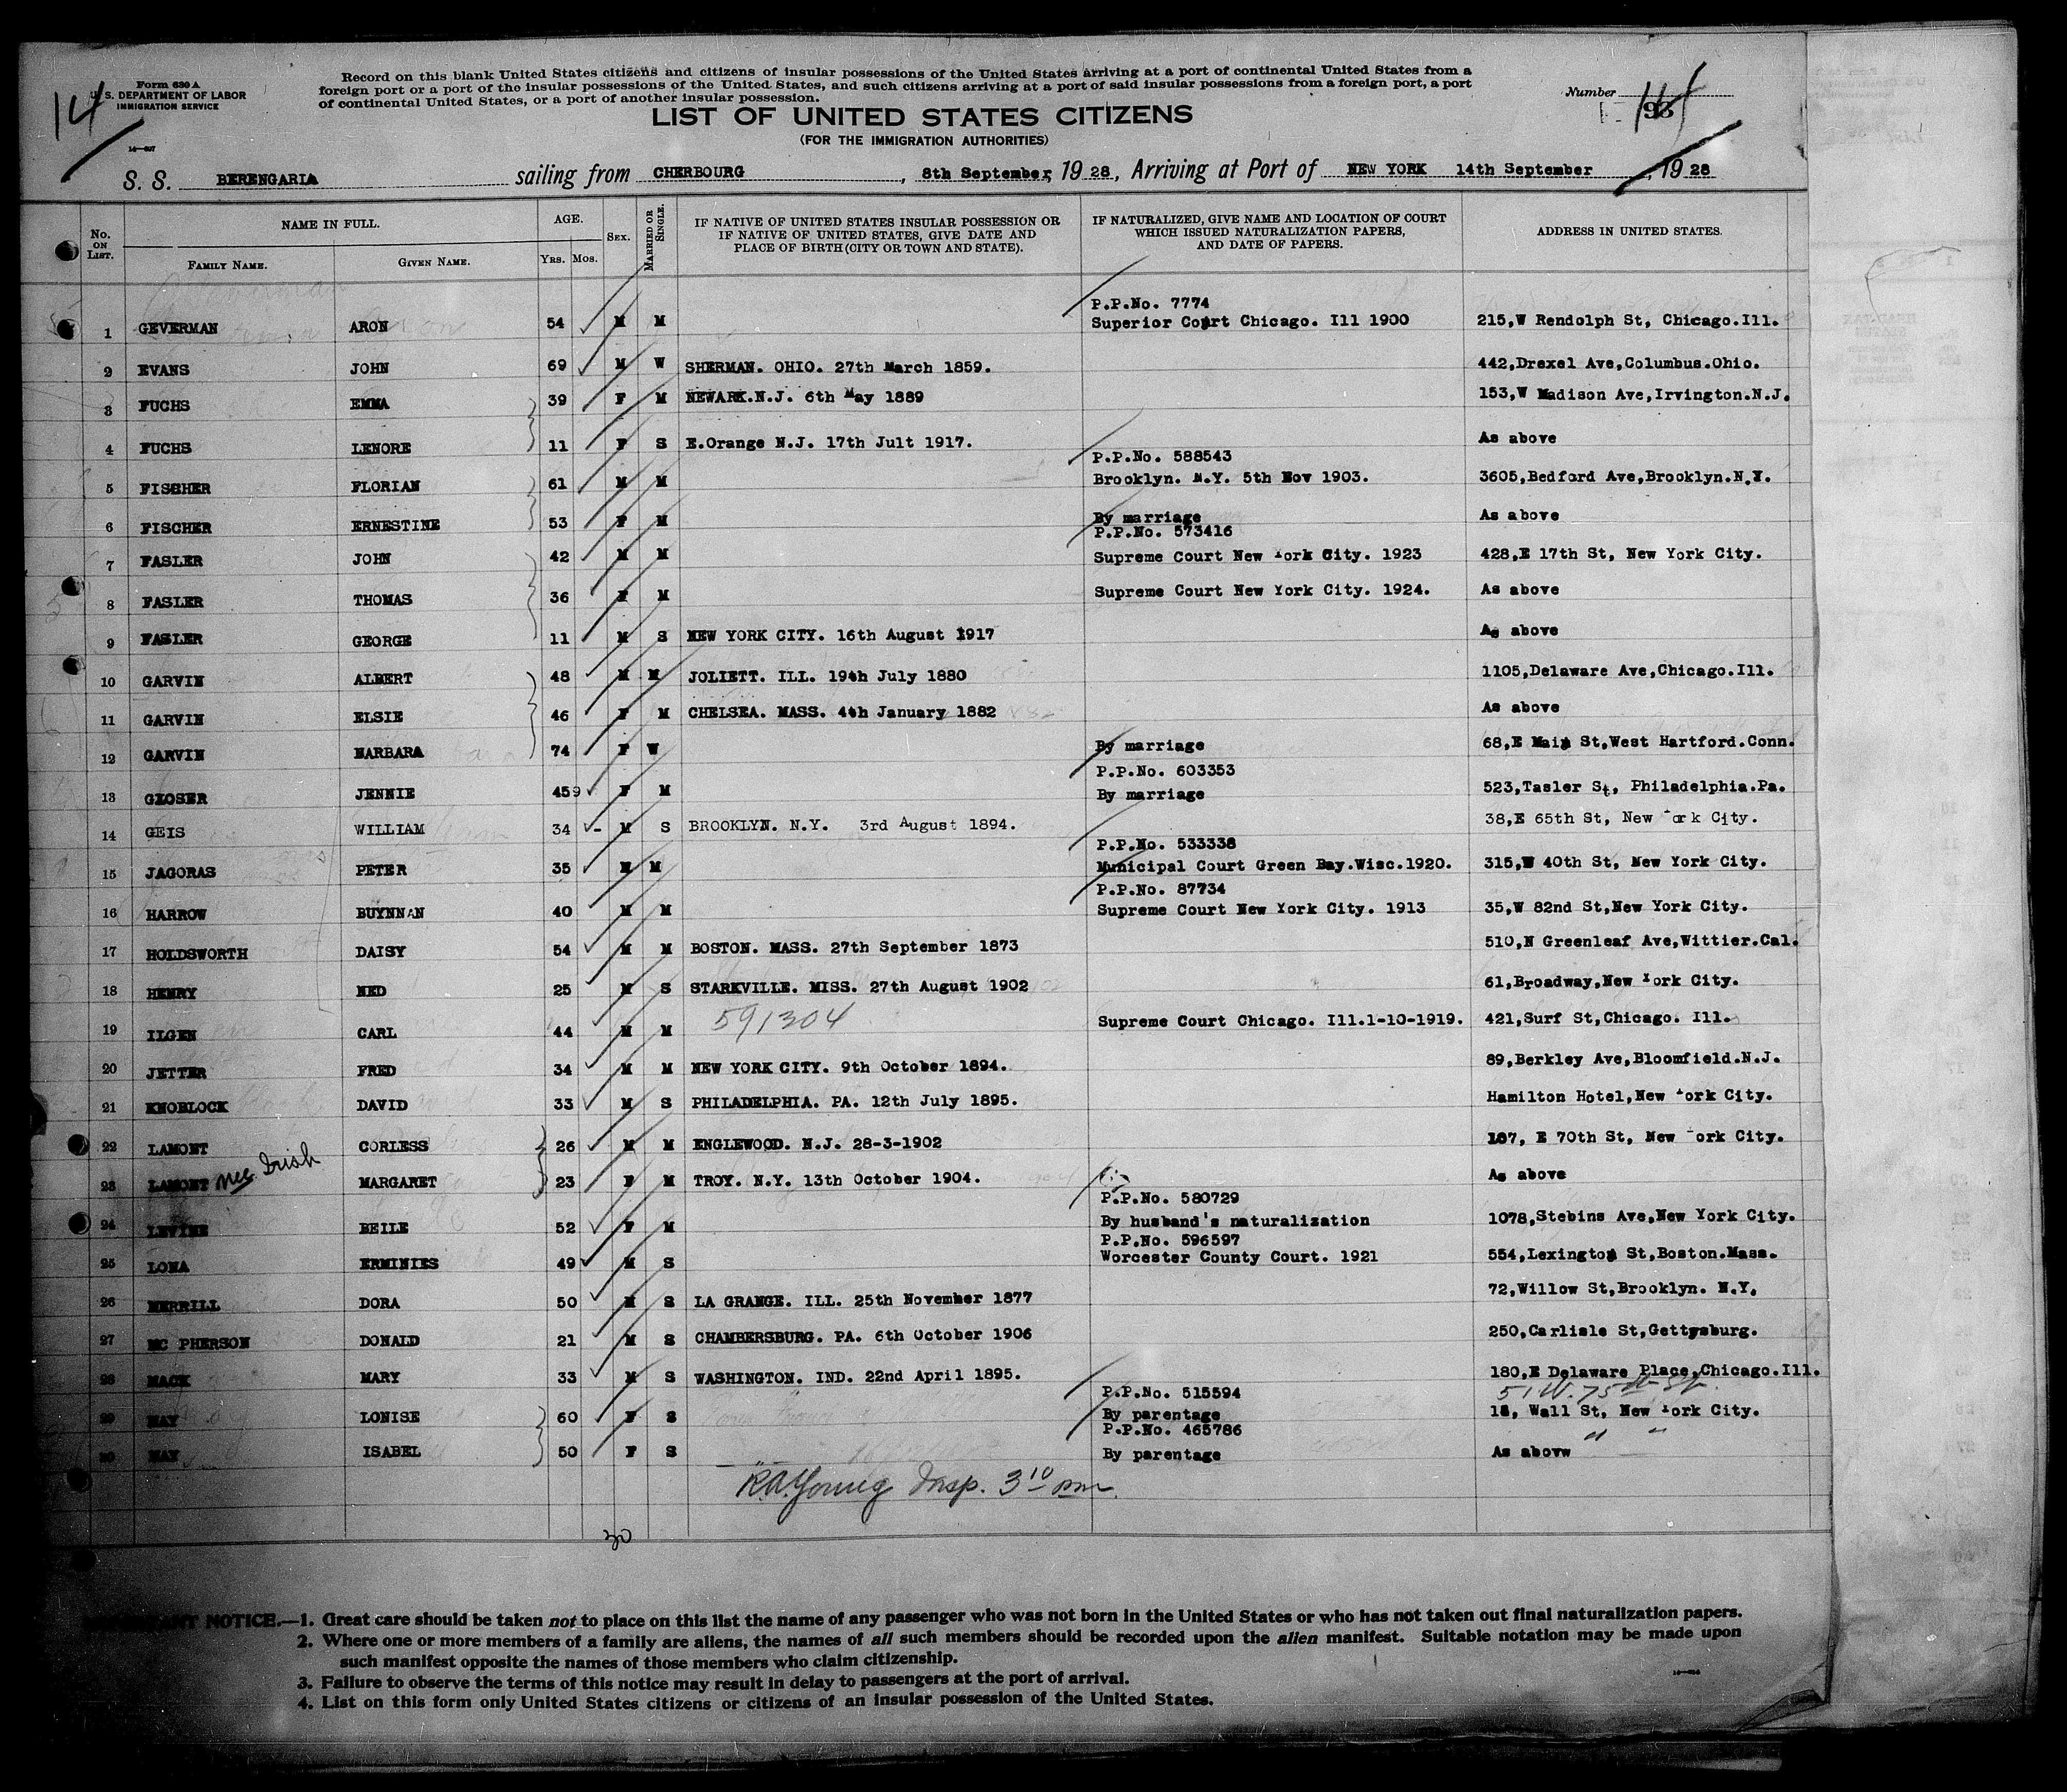 Form 630 A
U. S. DEPARTMENT OF LABOR
IMMIGRATION SERVICE
14
Record on this blank United States citizens and citizens of insular possessions of the United States arriving at a port of continental United States from a
foreign port or a port of the insular possessions of the United States, and such citizens arriving at a port of said insular possessions from a foreign port, a port
of continental United States, or a port of another insular possession.
Number
LIST OF UNITED STATES CITIZENS
(FOR THE IMMIGRATION AUTHORITIES)
S. S. BERENGARIA sailing from CHERBOURG, 8th September, 19 28, Arriving at Port of NEW YORK 14th September, 19 28
No. ON LIST. NAME IN FULL. FAMILY NAME. GIVEN NAME. AGE. YRS. MOS. SEX. MARRIED OR SINGLE. IF NATIVE OF UNITED STATES INSULAR POSSESSION OR IF NATIVE OF UNITED STATES, GIVE DATE AND PLACE OF BIRTH (CITY OR TOWN AND STATE). IF NATURALIZED, GIVE NAME AND LOCATION OF COURT WHICH ISSUED NATURALIZATION PAPERS, AND DATE OF PAPERS. ADDRESS IN UNITED STATES.
P.P.No. 7774
1 GEVERMAN ARON 54 M M Superior Court Chicago. Ill 1900 215,W Rendolph St, Chicago.Ill.
2 EVANS JOHN 69 M W SHERMAN. OHIO. 27th March 1859. 442,Drexel Ave,Columbus.Ohio.
3 FUCHS EMMA 39 F M NEWARK.N.J. 6th May 1889 153,W Madison Ave,Irvington.N.J.
4 FUCHS LENORE 11 F S E.Orange N.J. 17th Jult 1917. As above
P.P.No. 588543
5 FISCHER FLORIAN 61 M M Brooklyn. N.Y. 5th Nov 1903. 3605,Bedford Ave,Brooklyn.N.Y.
6 FISCHER ERNESTINE 53 F M By marriage As above
P.P.No. 573416
7 FASLER JOHN 42 M M Supreme Court New York City. 1923 428,E 17th St, New York City.
8 FASLER THOMAS 36 F M Supreme Court New York City. 1924. As above
9 FASLER GEORGE 11 M S NEW YORK CITY. 16th August 1917 As above
10 GARVIN ALBERT 48 M M JOLIETT. ILL. 19th July 1880 1105,Delaware Ave,Chicago.Ill.
11 GARVIN ELSIE 46 F M CHELSEA. MASS. 4th January 1882 As above
12 GARVIN BARBARA 74 F W By marriage 68,E Main St,West Hartford.Conn.
P.P.No. 603353
13 GLOSER JENNIE 459 F M By marriage 523,Tasler St, Philadelphia.Pa.
14 GEIS WILLIAM 34 M S BROOKLYN. N.Y. 3rd August 1894. 38,E 65th St, New York City.
P.P.No. 533338
15 JAGORAS PETER 35 M M Municipal Court Green Bay.Wisc.1920. 315,W 40th St, New York City.
P.P.No. 87734
16 HARROW BUYNNAN 40 M M Supreme Court New York City. 1913 35,W 82nd St,New York City.
17 HOLDSWORTH DAISY 54 M M BOSTON. MASS. 27th September 1873 510,N Greenleaf Ave,Wittier.Cal.
18 HENRY NED 25 M S STARKVILLE. MISS. 27th August 1902 61,Broadway,New York City.
19 ILGEN CARL 44 M M 591304 Supreme Court Chicago. Ill.1-10-1919. 421,Surf St,Chicago. Ill.
20 JETTER FRED 34 M M NEW YORK CITY. 9th October 1894. 89,Berkley Ave,Bloomfield.N.J.
21 KNOBLOCK DAVID 33 M S PHILADELPHIA. PA. 12th July 1895. Hamilton Hotel,New York City.
22 LAMONT CORLESS 26 M M ENGLEWOOD. N.J. 28-3-1902 107, E 70th St, New York City.
23 LAMONT nee Irish MARGARET 23 F M TROY. N.Y. 13th October 1904. As above
P.P.No. 580729
24 LEVINE BEILE 52 F M By husband's naturalization 1078,Stebins Ave,New York City.
P.P.No. 596597
25 LONA ERMINIES 49 M S Worcester County Court. 1921 554,Lexington St,Boston.Mass.
26 MERRILL DORA 50 M S LA GRANGE. ILL. 25th November 1877 72,Willow St,Brooklyn. N.Y.
27 MC PHERSON DONALD 21 M S CHAMBERSBURG. PA. 6th October 1906 250,Carlisle St,Gettysburg.
28 MACK MARY 33 M S WASHINGTON. IND. 22nd April 1895. 180,E Delaware Place,Chicago.Ill.
P.P.No. 515594 51 W. 75th St.
29 MAY LONISE 60 F S By parentage 18, Wall St, New York City.
P.P.No. 465786
30 MAY ISABEL 50 F S By parentage As abovw
R.A.Young Insp. 3 10 pm
30
NOTICE.—1. Great care should be taken not to place on this list the name of any passenger who was not born in the United States or who has not taken out final naturalization papers.
2. Where one or more members of a family are aliens, the names of all such members should be recorded upon the alien manifest. Suitable notation may be made upon
such manifest opposite the names of those members who claim citizenship.
3. Failure to observe the terms of this notice may result in delay to passengers at the port of arrival.
4. List on this form only United States citizens or citizens of an insular possession of the United States.